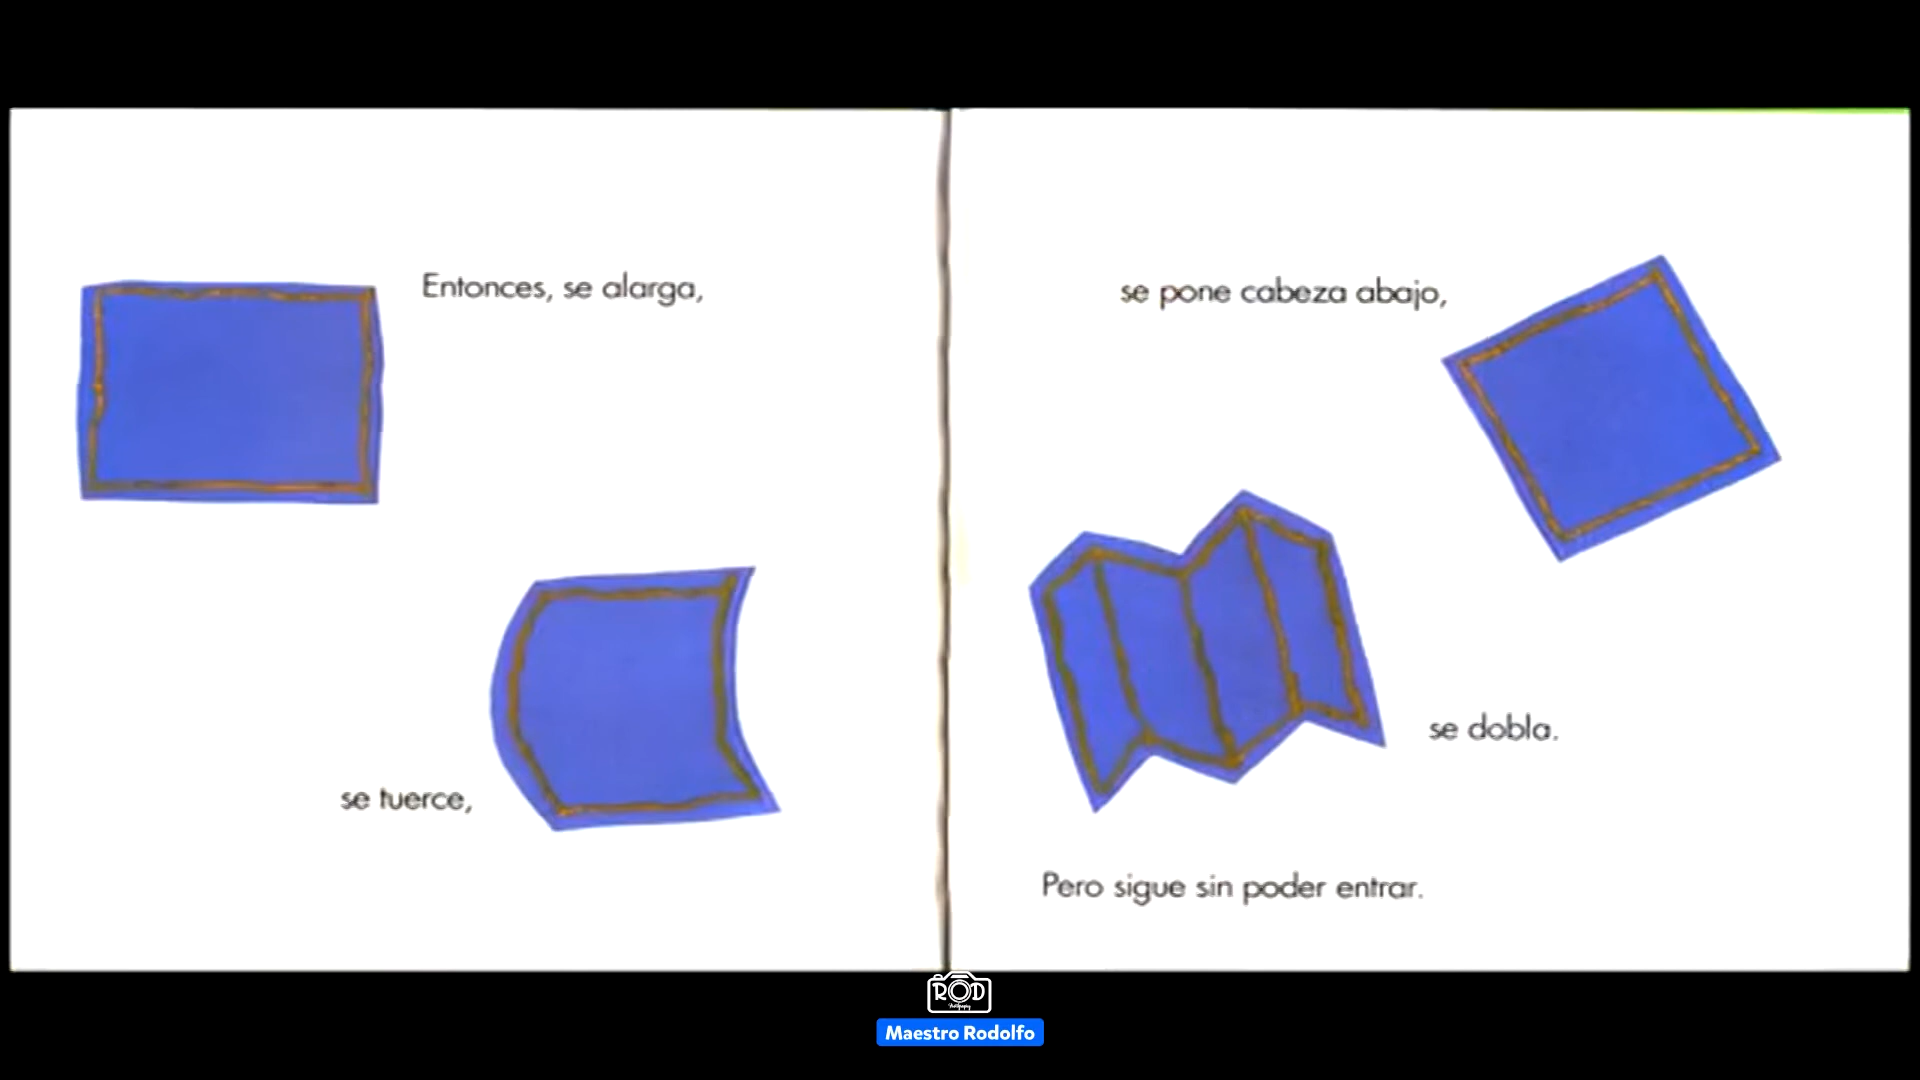 Entonces, se alarga,
se tuerce,
se pone cabeza abajo,
se dobla.
Pero sigue sin poder entrar.
ROD
Maestro Rodolfo